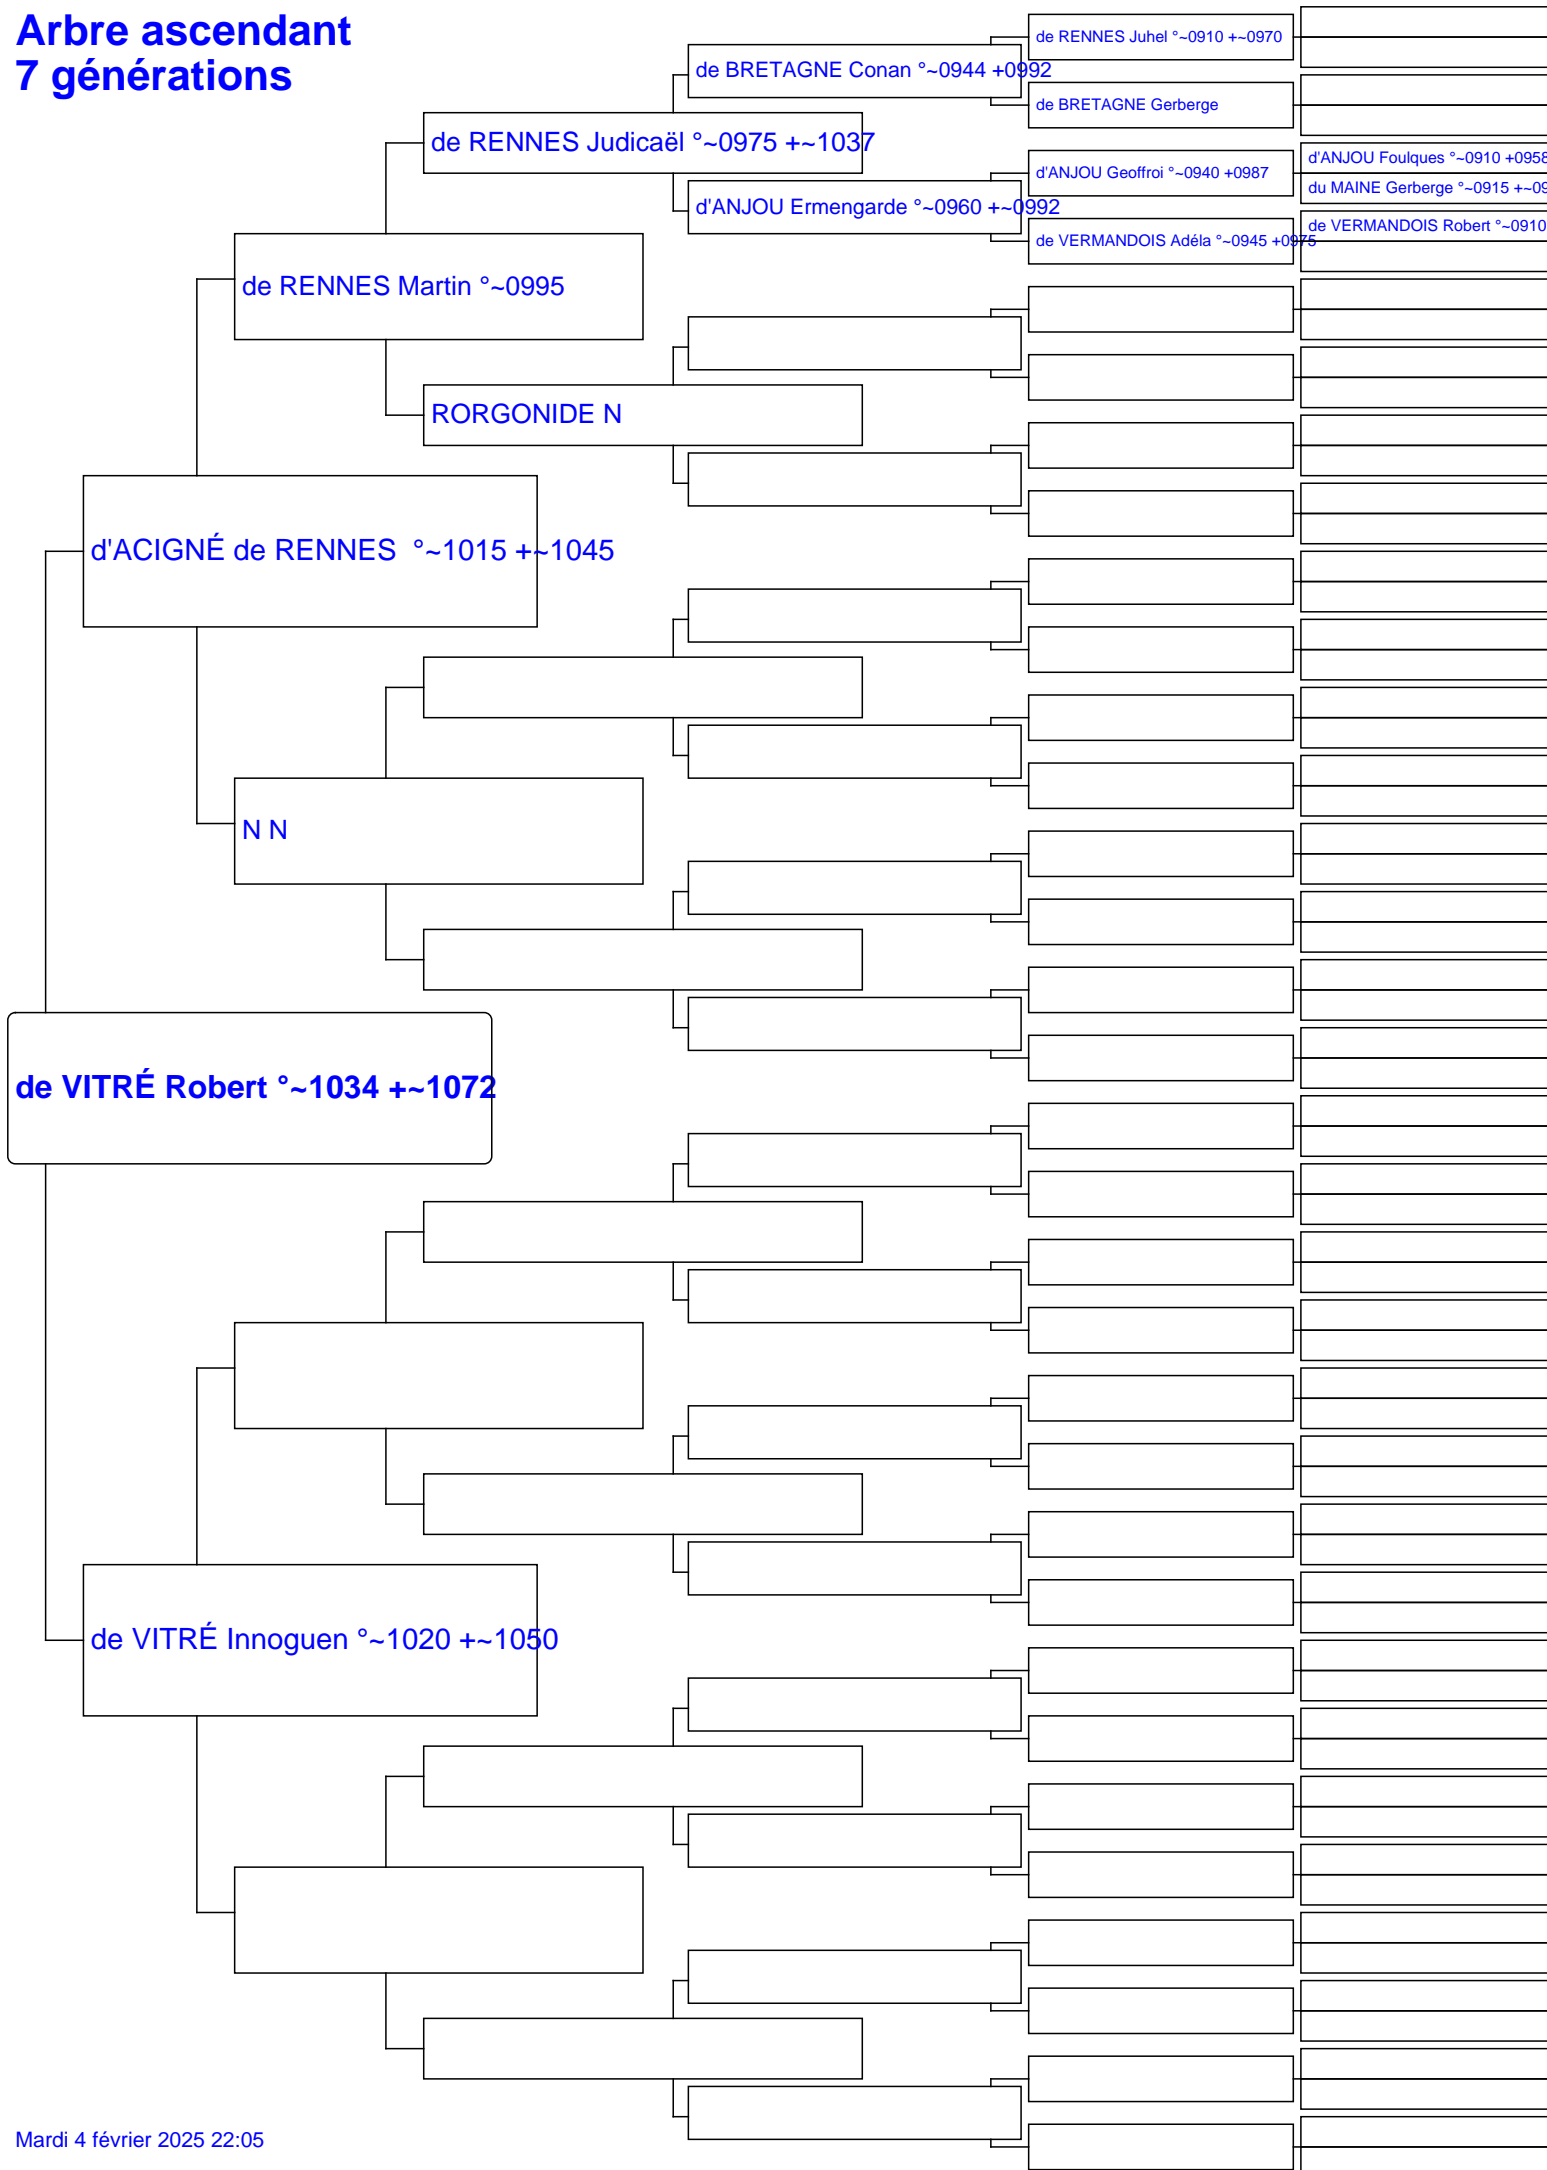 Arbre ascendant
7 générations
de RENNES Juhel °~0910 +~0970
de BRETAGNE Conan °~0944 +0992
de BRETAGNE Gerberge
de RENNES Judicaël °~0975 +~1037
d'ANJOU Foulques °~0910 +0958
d'ANJOU Geoffroi °~0940 +0987
du MAINE Gerberge °~0915 +~09
d'ANJOU Ermengarde °~0960 +~0992
de VERMANDOIS Robert °~0910
de VERMANDOIS Adéla °~0945 +0975
de RENNES Martin °~0995
RORGONIDE N
d'ACIGNÉ de RENNES °~1015 +~1045
N N
de VITRÉ Robert °~1034 +~1072
de VITRÉ Innoguen °~1020 +~1050
Mardi 4 février 2025 22:05